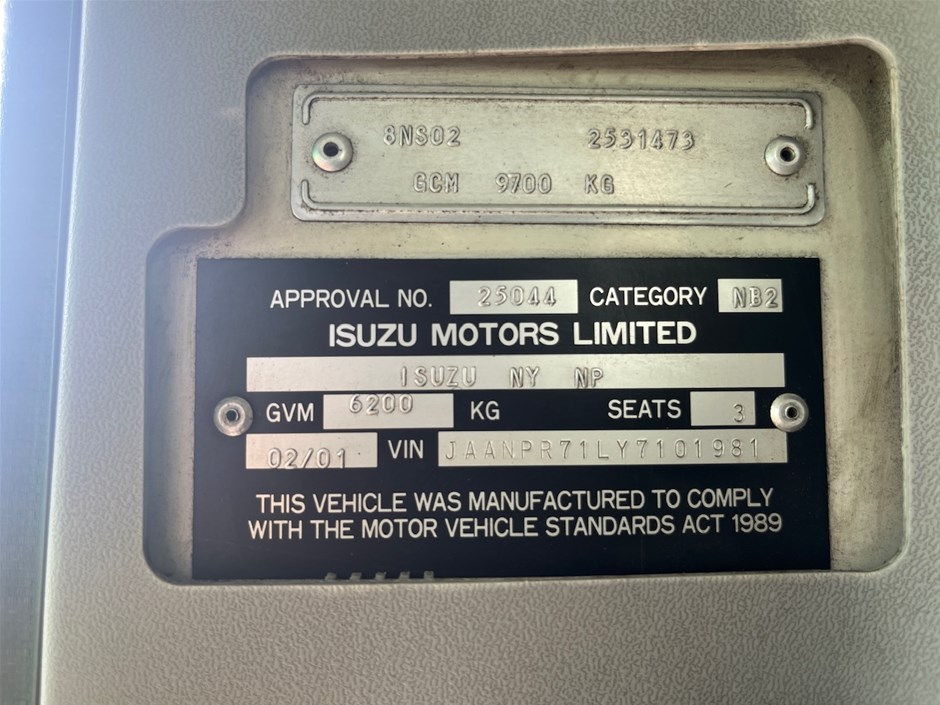 8NS02 2531473
GCM 9700 KG
APPROVAL NO. 25044 CATEGORY NB2
ISUZU MOTORS LIMITED
ISUZU NY NP
GVM 6200 KG SEATS 3
02/01 VIN JAANPR71LY7101981
THIS VEHICLE WAS MANUFACTURED TO COMPLY
WITH THE MOTOR VEHICLE STANDARDS ACT 1989